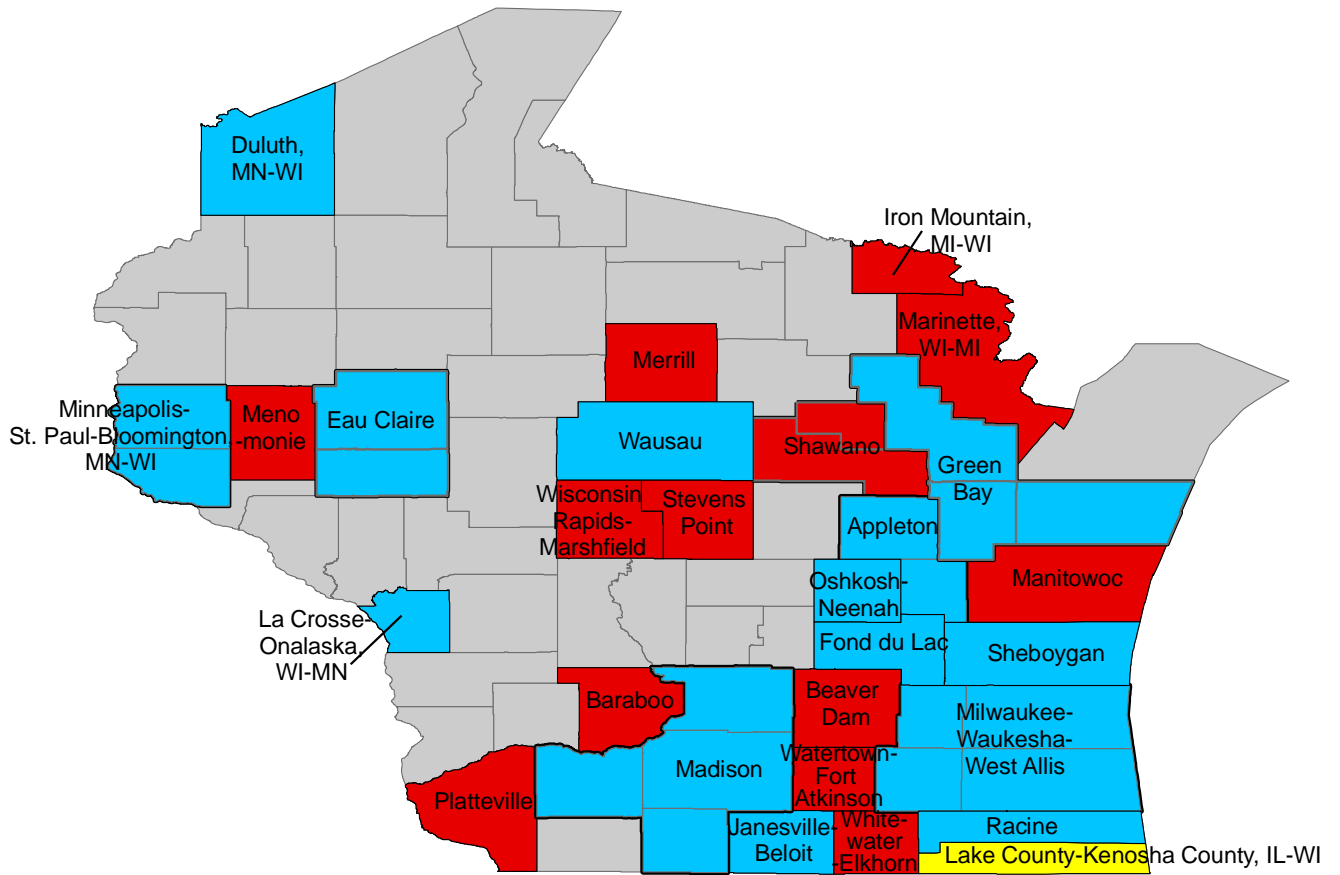 Duluth,
MN-WI
Iron Mountain,
MI-WI
Marinette,
WI-MI
Merrill
Minneapolis-
St. Paul-Bloomington,
MN-WI
Meno
-monie
Eau Claire
Wausau
Shawano
Green
Bay
Wisconsin
Rapids-
Marshfield
Stevens
Point
Appleton
Oshkosh-
Neenah
Manitowoc
La Crosse-
Onalaska,
WI-MN
Fond du Lac
Sheboygan
Baraboo
Beaver
Dam
Milwaukee-
Waukesha-
West Allis
Madison
Watertown-
Fort
Atkinson
Platteville
Janesville-
Beloit
White-
water
-Elkhorn
Racine
Lake County-Kenosha County, IL-WI